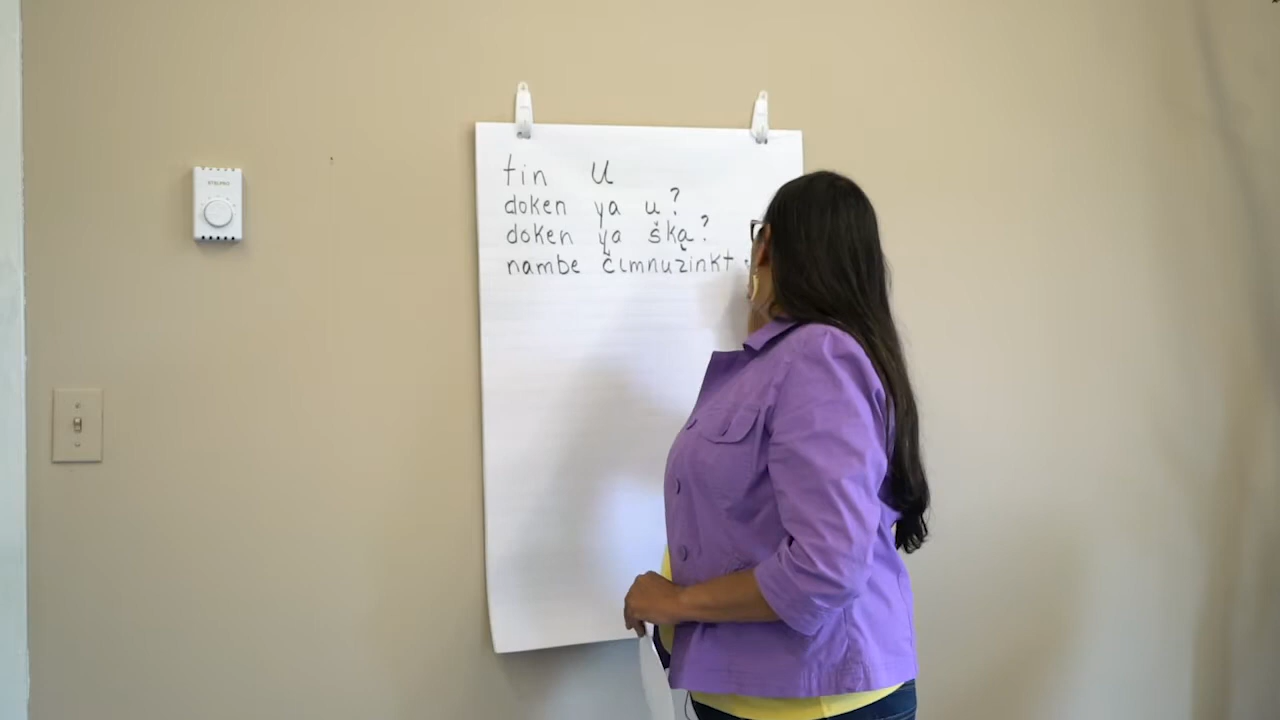 tin U
doken ya u?
doken ya šką?
nambe čimnuzinkt